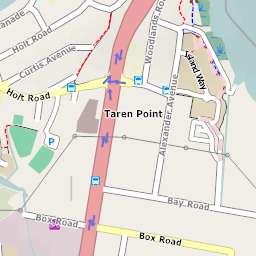 anade
Holt Road
Curtis Avenue
Woodlands Road
Island Way
Holt Road
Taren Point
Alexander Avenue
P
Bay Road
Box Road
Box Road